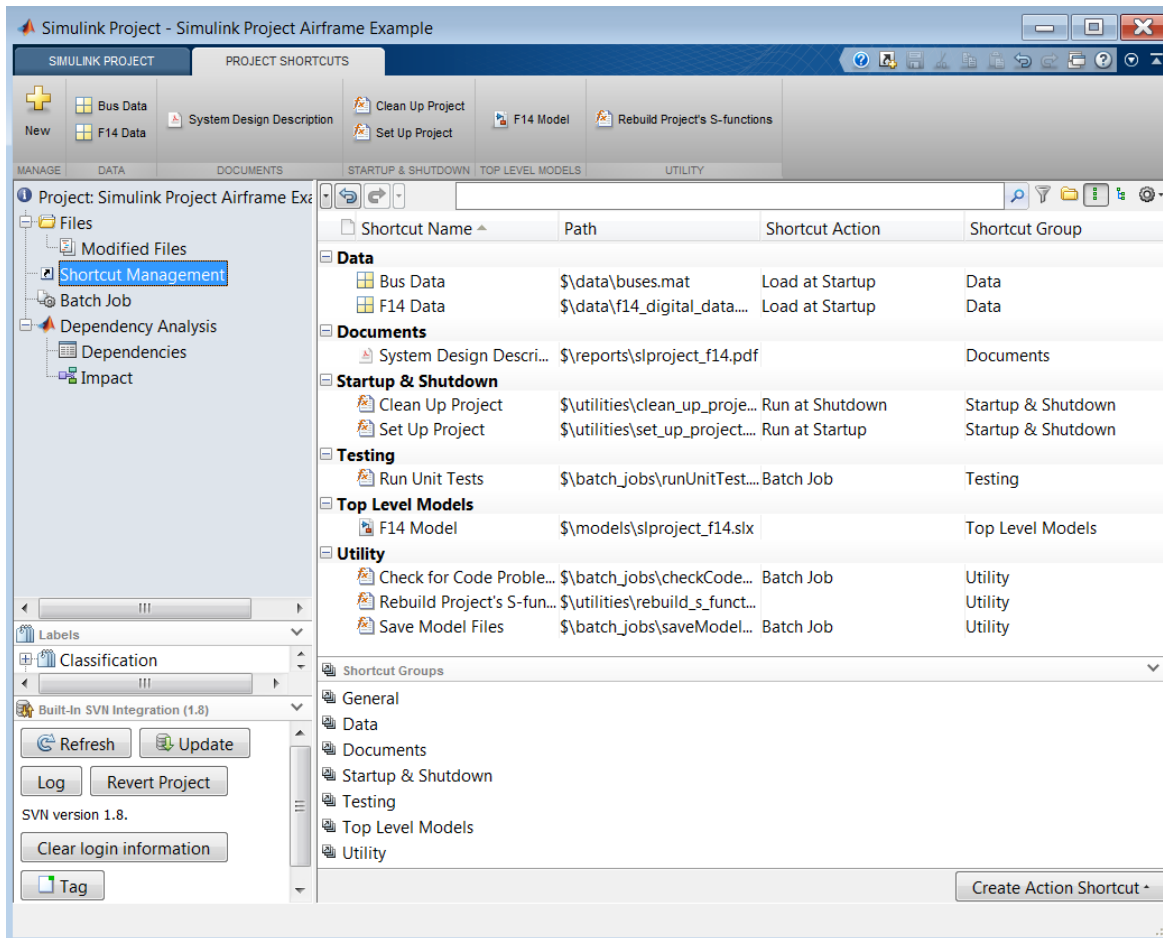 Simulink Project - Simulink Project Airframe Example
SIMULINK PROJECT PROJECT SHORTCUTS
New
Bus Data
F14 Data
System Design Description
Clean Up Project
Set Up Project
F14 Model
Rebuild Project's S-functions
MANAGE DATA DOCUMENTS STARTUP & SHUTDOWN TOP LEVEL MODELS UTILITY
Project: Simulink Project Airframe Exa
Files
Modified Files
Shortcut Management
Batch Job
Dependency Analysis
Dependencies
Impact
Labels
Classification
Built-In SVN Integration (1.8)
Refresh Update
Log Revert Project
SVN version 1.8.
Clear login information
Tag
Shortcut Name Path Shortcut Action Shortcut Group
Data
Bus Data $\data\buses.mat Load at Startup Data
F14 Data $\data\f14_digital_data.... Load at Startup Data
Documents
System Design Descri... $\reports\slproject_f14.pdf Documents
Startup & Shutdown
Clean Up Project $\utilities\clean_up_proje... Run at Shutdown Startup & Shutdown
Set Up Project $\utilities\set_up_project.... Run at Startup Startup & Shutdown
Testing
Run Unit Tests $\batch_jobs\runUnitTest... Batch Job Testing
Top Level Models
F14 Model $\models\slproject_f14.slx Top Level Models
Utility
Check for Code Proble... $\batch_jobs\checkCode... Batch Job Utility
Rebuild Project's S-fun... $\utilities\rebuild_s_funct... Utility
Save Model Files $\batch_jobs\saveModel... Batch Job Utility
Shortcut Groups
General
Data
Documents
Startup & Shutdown
Testing
Top Level Models
Utility
Create Action Shortcut